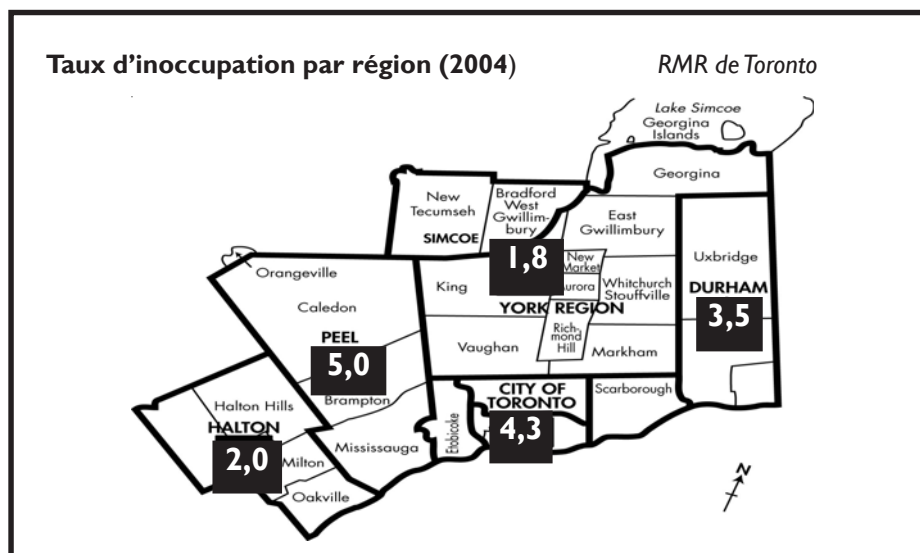 Taux d'inoccupation par région (2004) RMR de Toronto
Lake Simcoe
Georgina
Islands
Georgina
New
Tecumseh
Bradford
West
Gwillim-
bury
SIMCOE
East
Gwillimbury
Uxbridge
Orangeville
1,8
New
Market
King
Aurora
Whitchurch
Stouffville
DURHAM
3,5
Caledon
YORK REGION
PEEL
5,0
Vaughan
Rich-
mond
Hill
Markham
Brampton
CITY OF
TORONTO
4,3
Scarborough
Halton Hills
HALTON
2,0
Etobicoke
Mississauga
Milton
Oakville
N